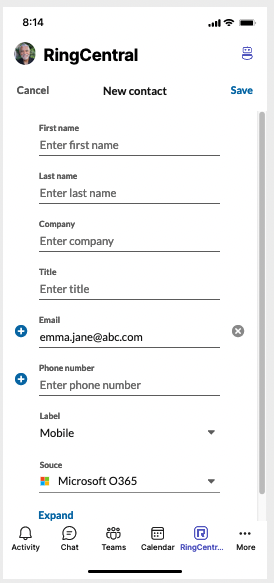 8:14
RingCentral
Cancel New contact Save
First name
Enter first name
Last name
Enter last name
Company
Enter company
Title
Enter title
Email
emma.jane@abc.com
Phone number
Enter phone number
Label
Mobile
Souce
Microsoft O365
Expand
Activity Chat Teams Calendar RingCentr... More